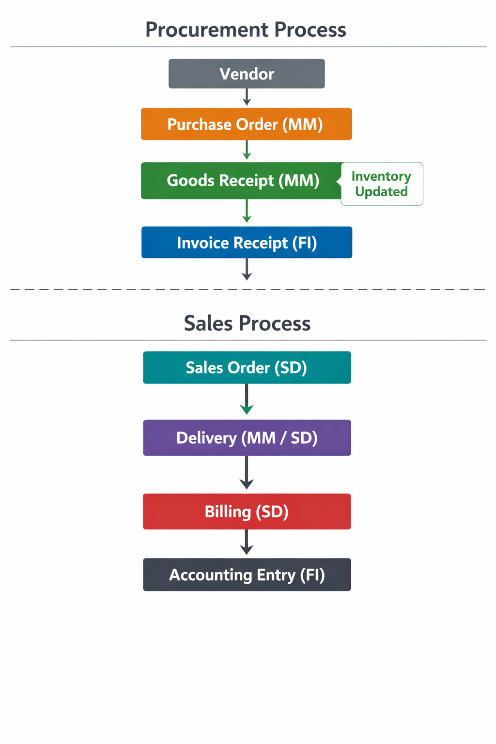 Procurement Process
Vendor
Purchase Order (MM)
Goods Receipt (MM)
Inventory
Updated
Invoice Receipt (FI)
Sales Process
Sales Order (SD)
Delivery (MM / SD)
Billing (SD)
Accounting Entry (FI)